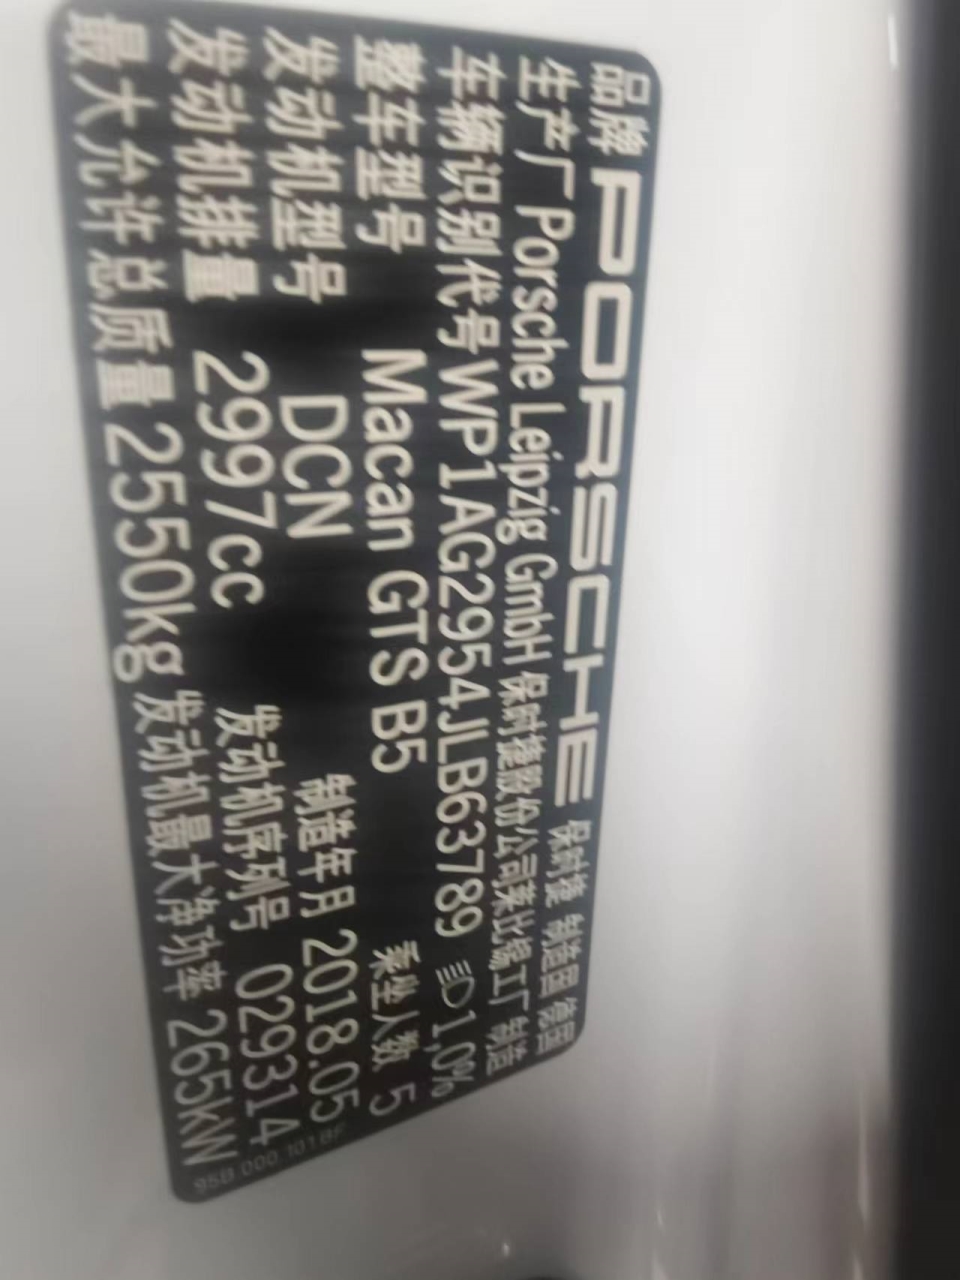 品牌 PORSCHE 保时捷 制造国 德国
生产厂 Porsche Leipzig GmbH 保时捷股份公司莱比锡工厂 制造
车辆识别代号 WP1AG2954JLB63789 1,0%
整车型号 Macan GTS B5 乘坐人数 5
发动机型号 DCN 制造年月 2018.05
发动机排量 2997cc 发动机序列号 029314
最大允许总质量 2550kg 发动机最大净功率 265kW
95B 000 101BF